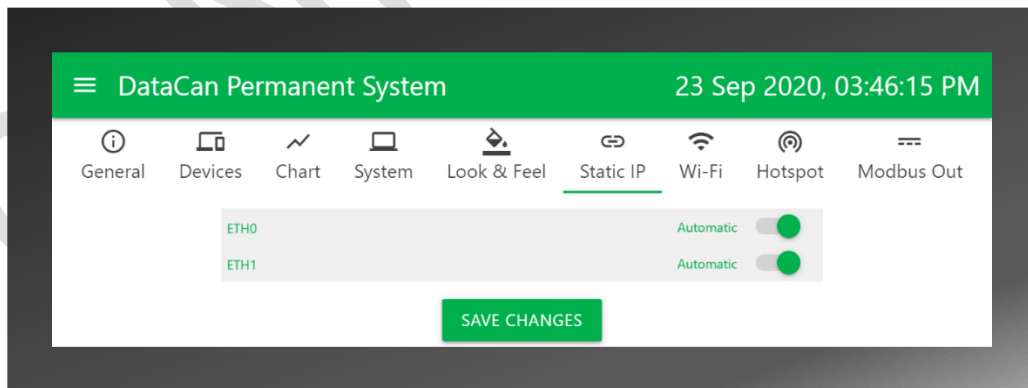 DataCan Permanent System 23 Sep 2020, 03:46:15 PM
General Devices Chart System Look & Feel Static IP Wi-Fi Hotspot Modbus Out
ETH0 Automatic
ETH1 Automatic
SAVE CHANGES